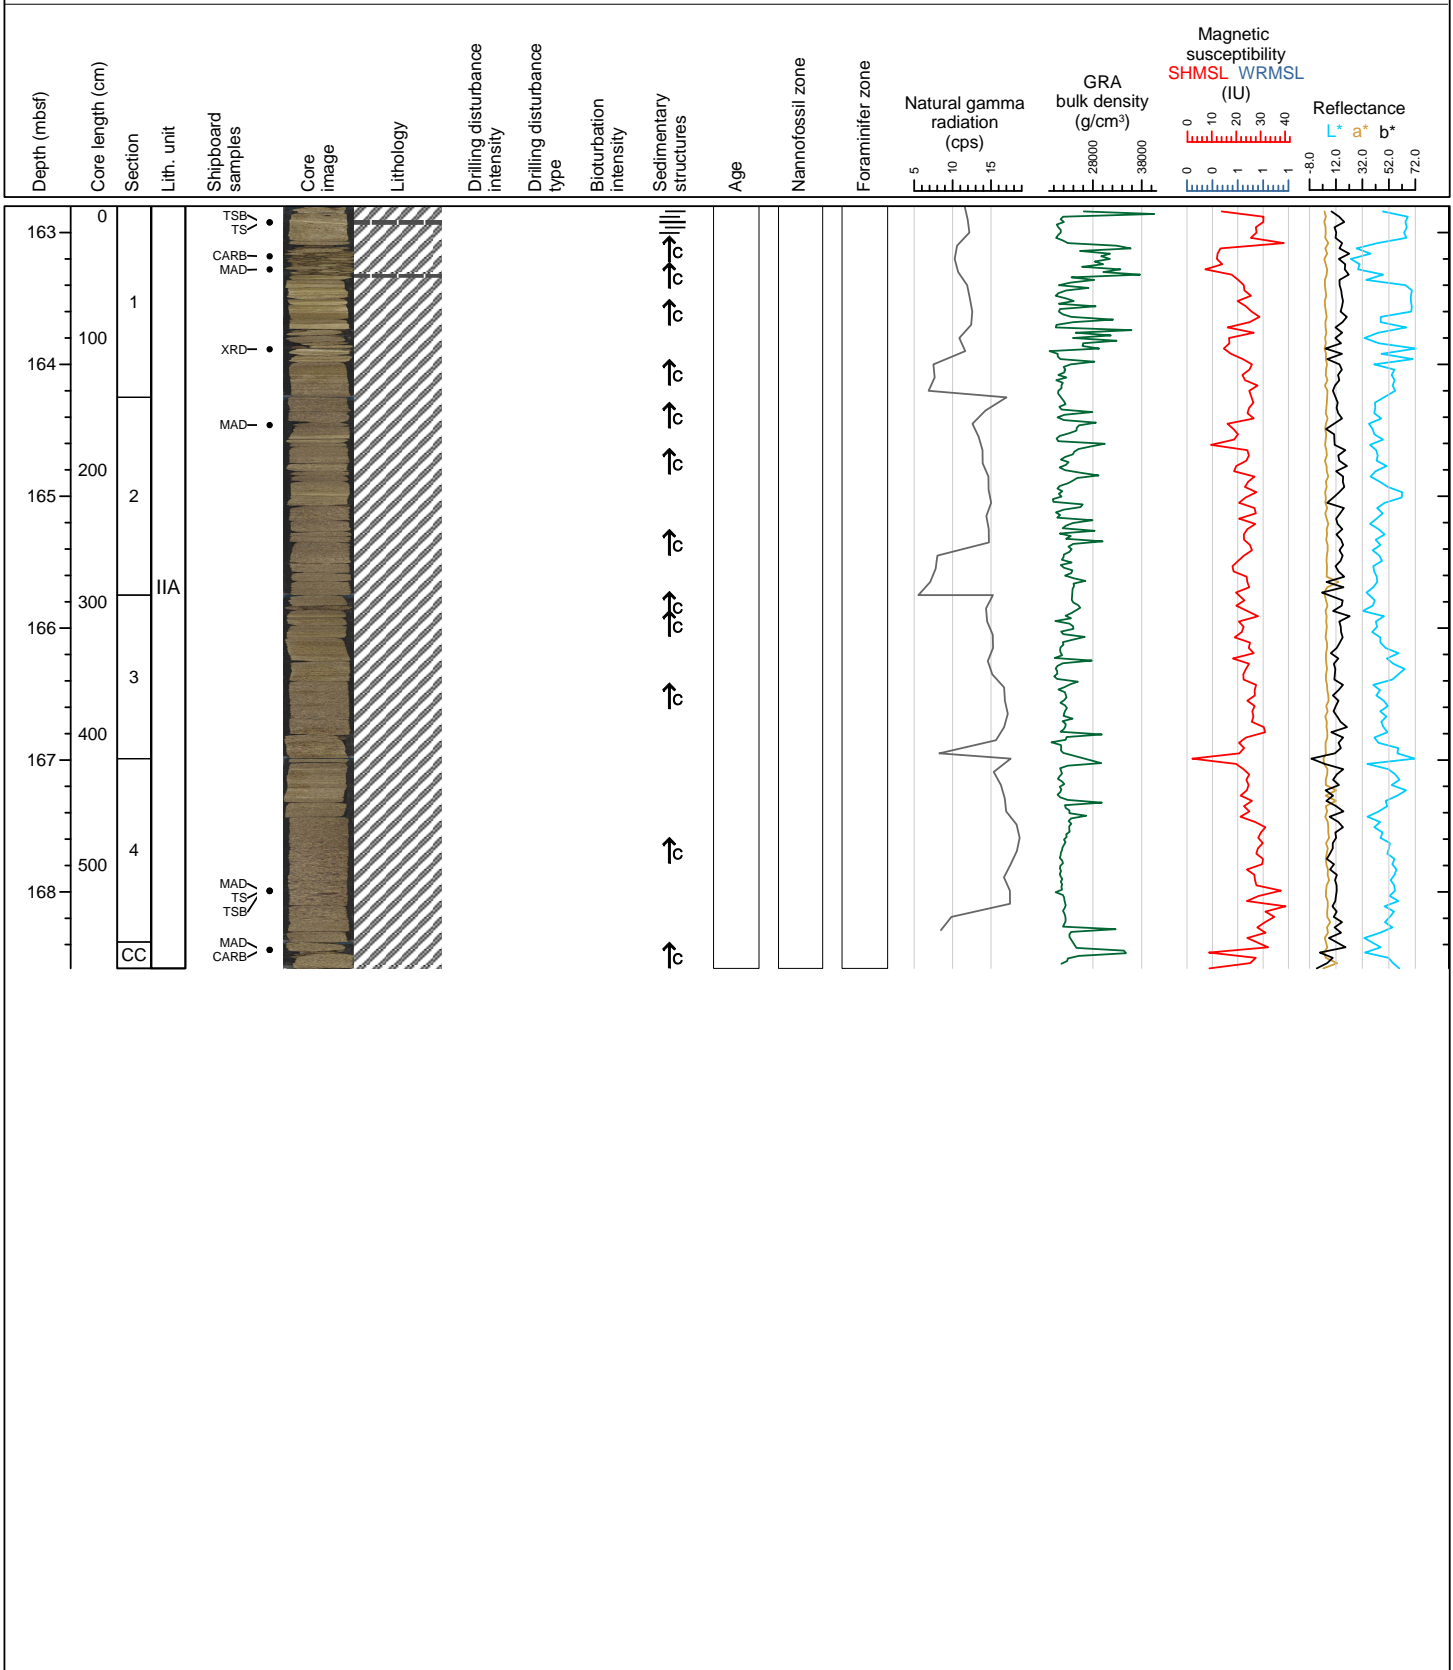 Depth (mbsf)
Core length (cm)
Section
Lith. unit
Shipboard
samples
Core
image
Lithology
Drilling disturbance
intensity
Drilling disturbance
type
Bioturbation
intensity
Sedimentary
structures
Age
Nannofossil zone
Foraminifer zone
Natural gamma
radiation
(cps)
5 10 15
GRA
bulk density
(g/cm³)
28000 38000
Magnetic
susceptibility
SHMSL WRMSL
(IU)
0 10 20 30 40
0 0 1 1 1
Reflectance
L* a* b*
-8.0 12.0 32.0 52.0 72.0
0
TSB
TS
163
CARB
MAD
c
c
1
c
100
XRD
164
c
MAD
c
200
c
165
2
c
IIA
300
c
166
c
3
c
400
167
4
c
500
MAD
168
TS
TSB
MAD
CC
CARB
c